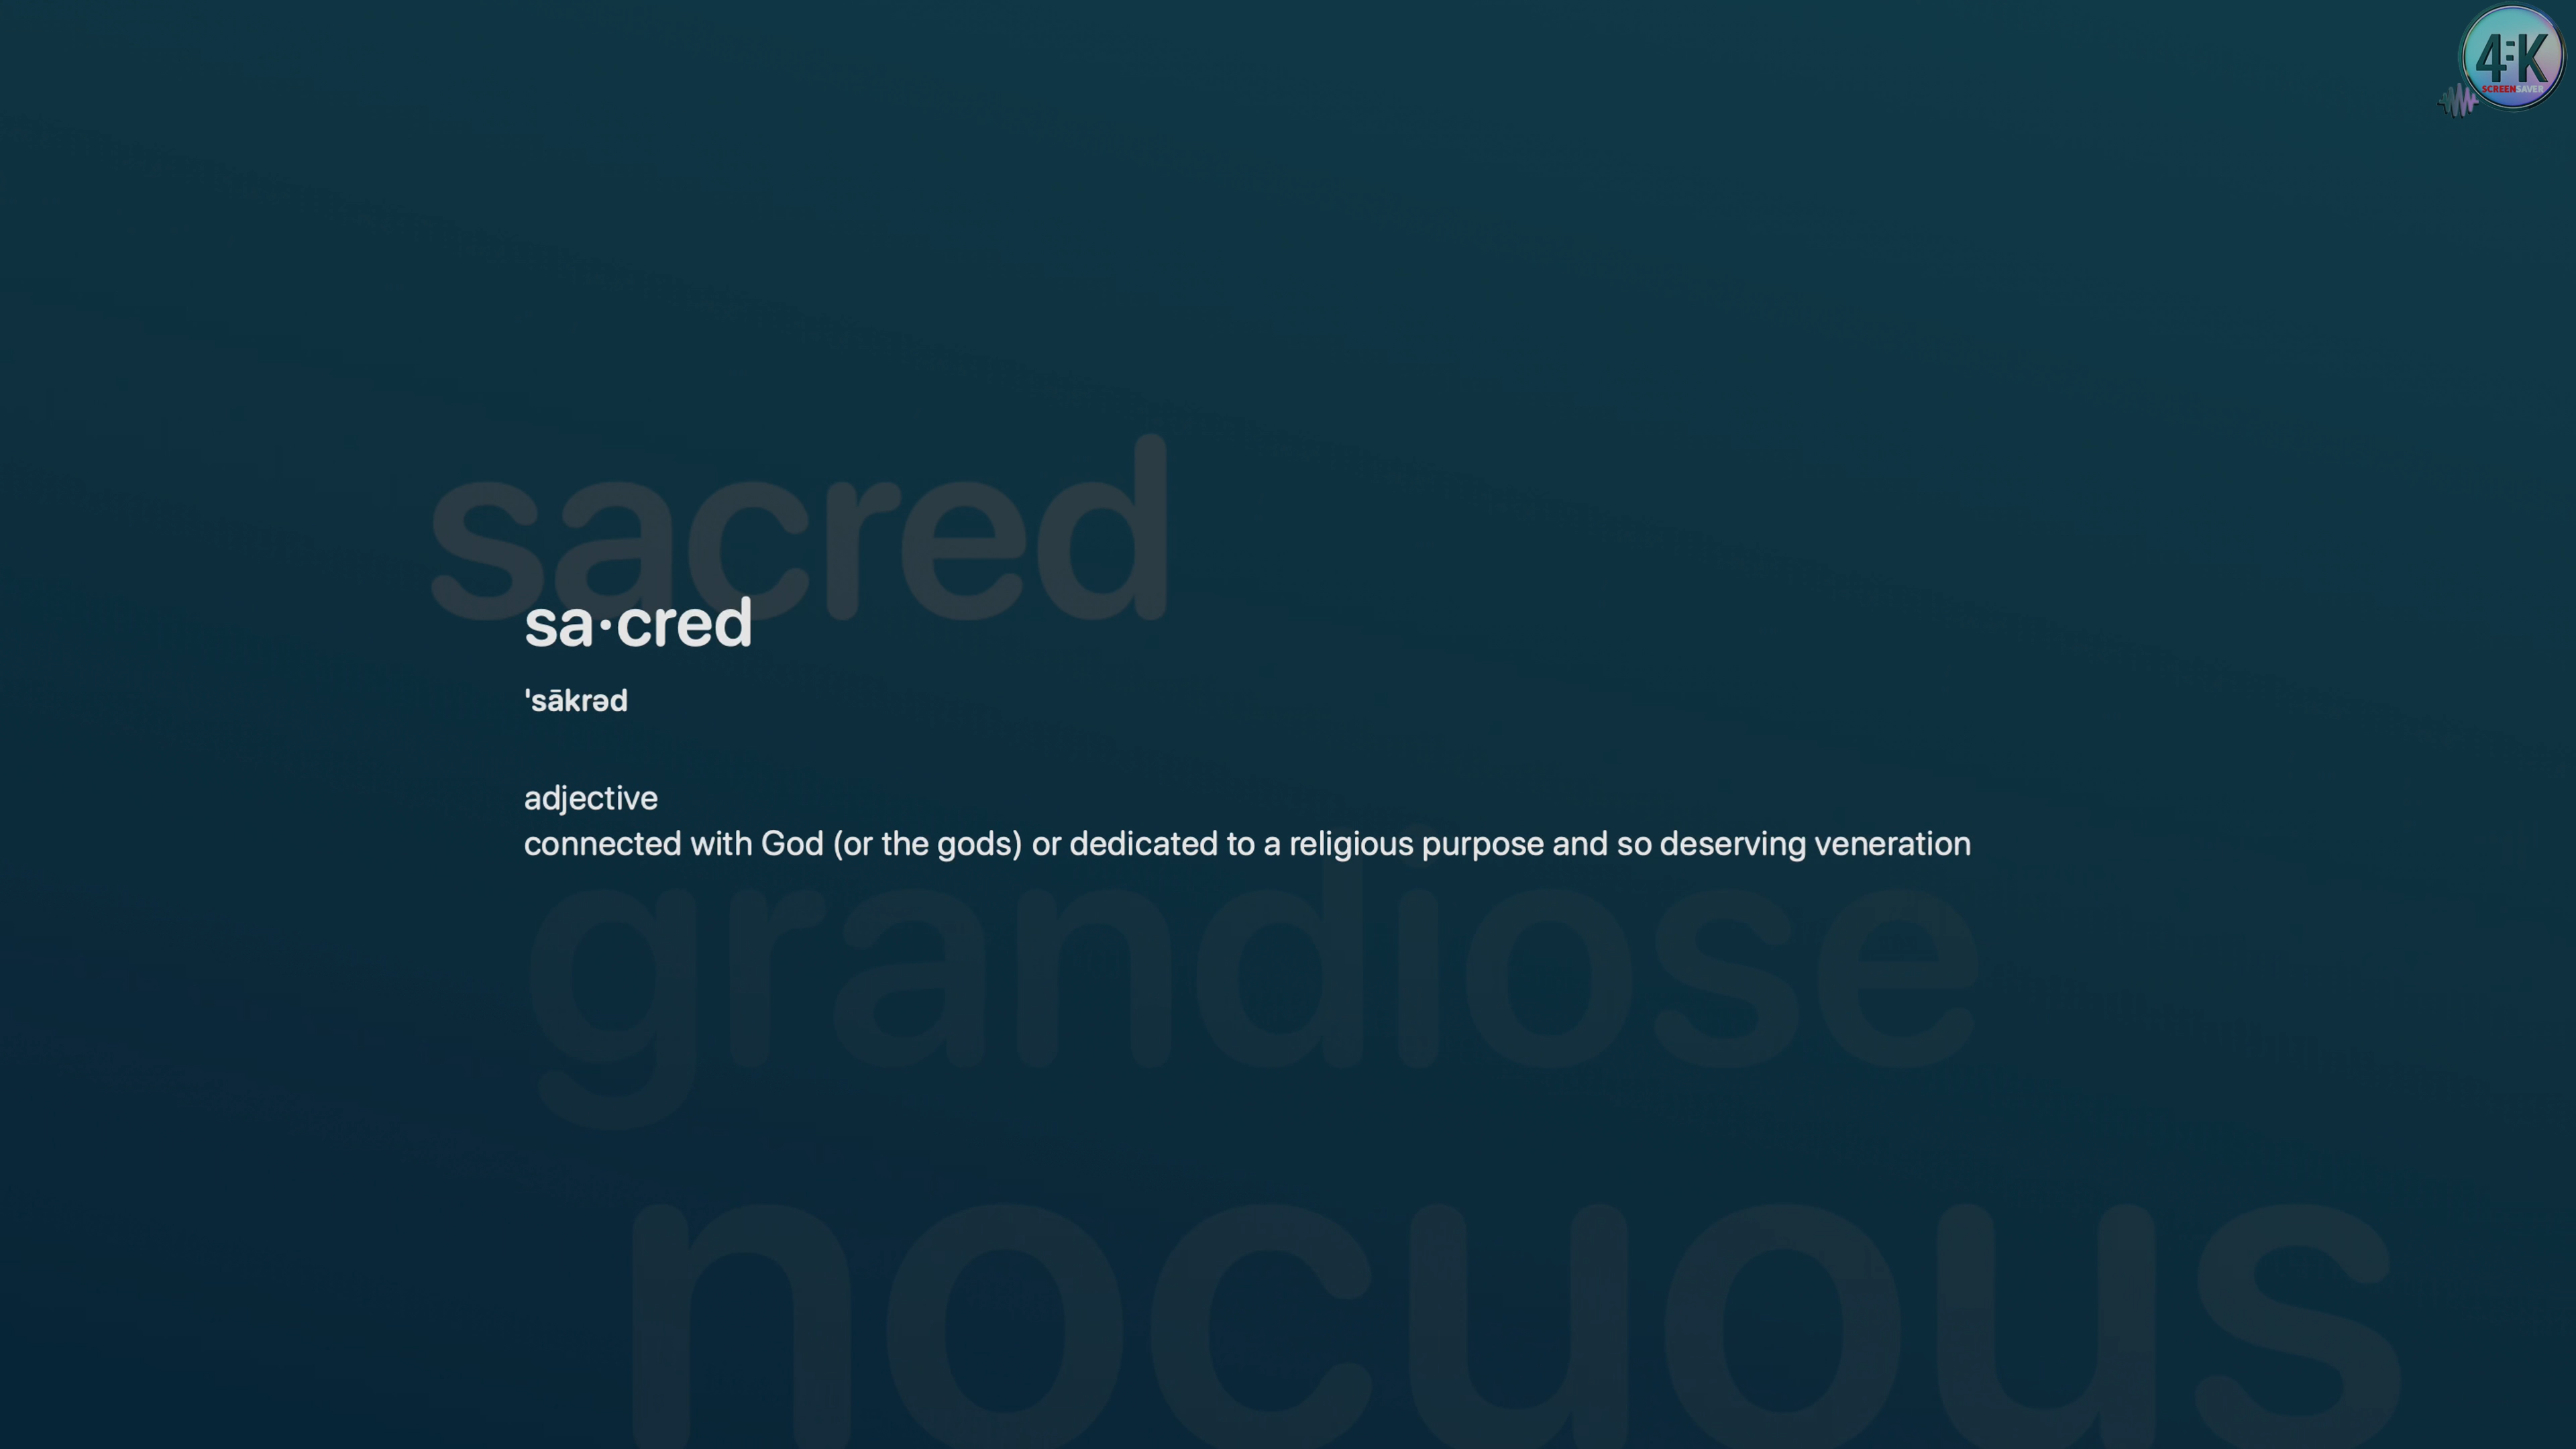 4K
SCREENSAVER
sacred
sa·cred
ˈsākrəd
adjective
connected with God (or the gods) or dedicated to a religious purpose and so deserving veneration
grandiose
nocuous